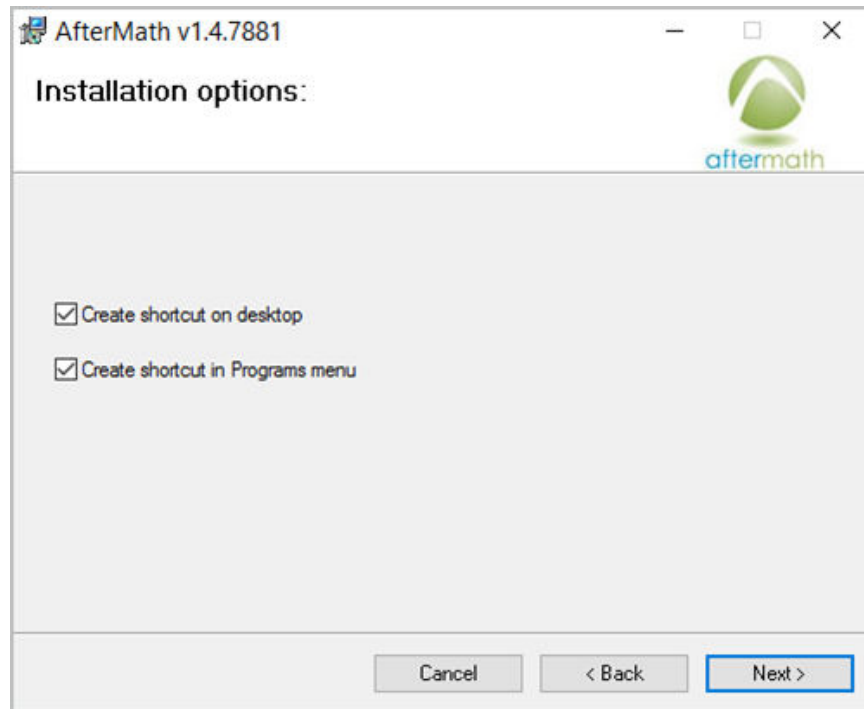 AfterMath v1.4.7881
Installation options:
aftermath
Create shortcut on desktop
Create shortcut in Programs menu
Cancel
< Back
Next >